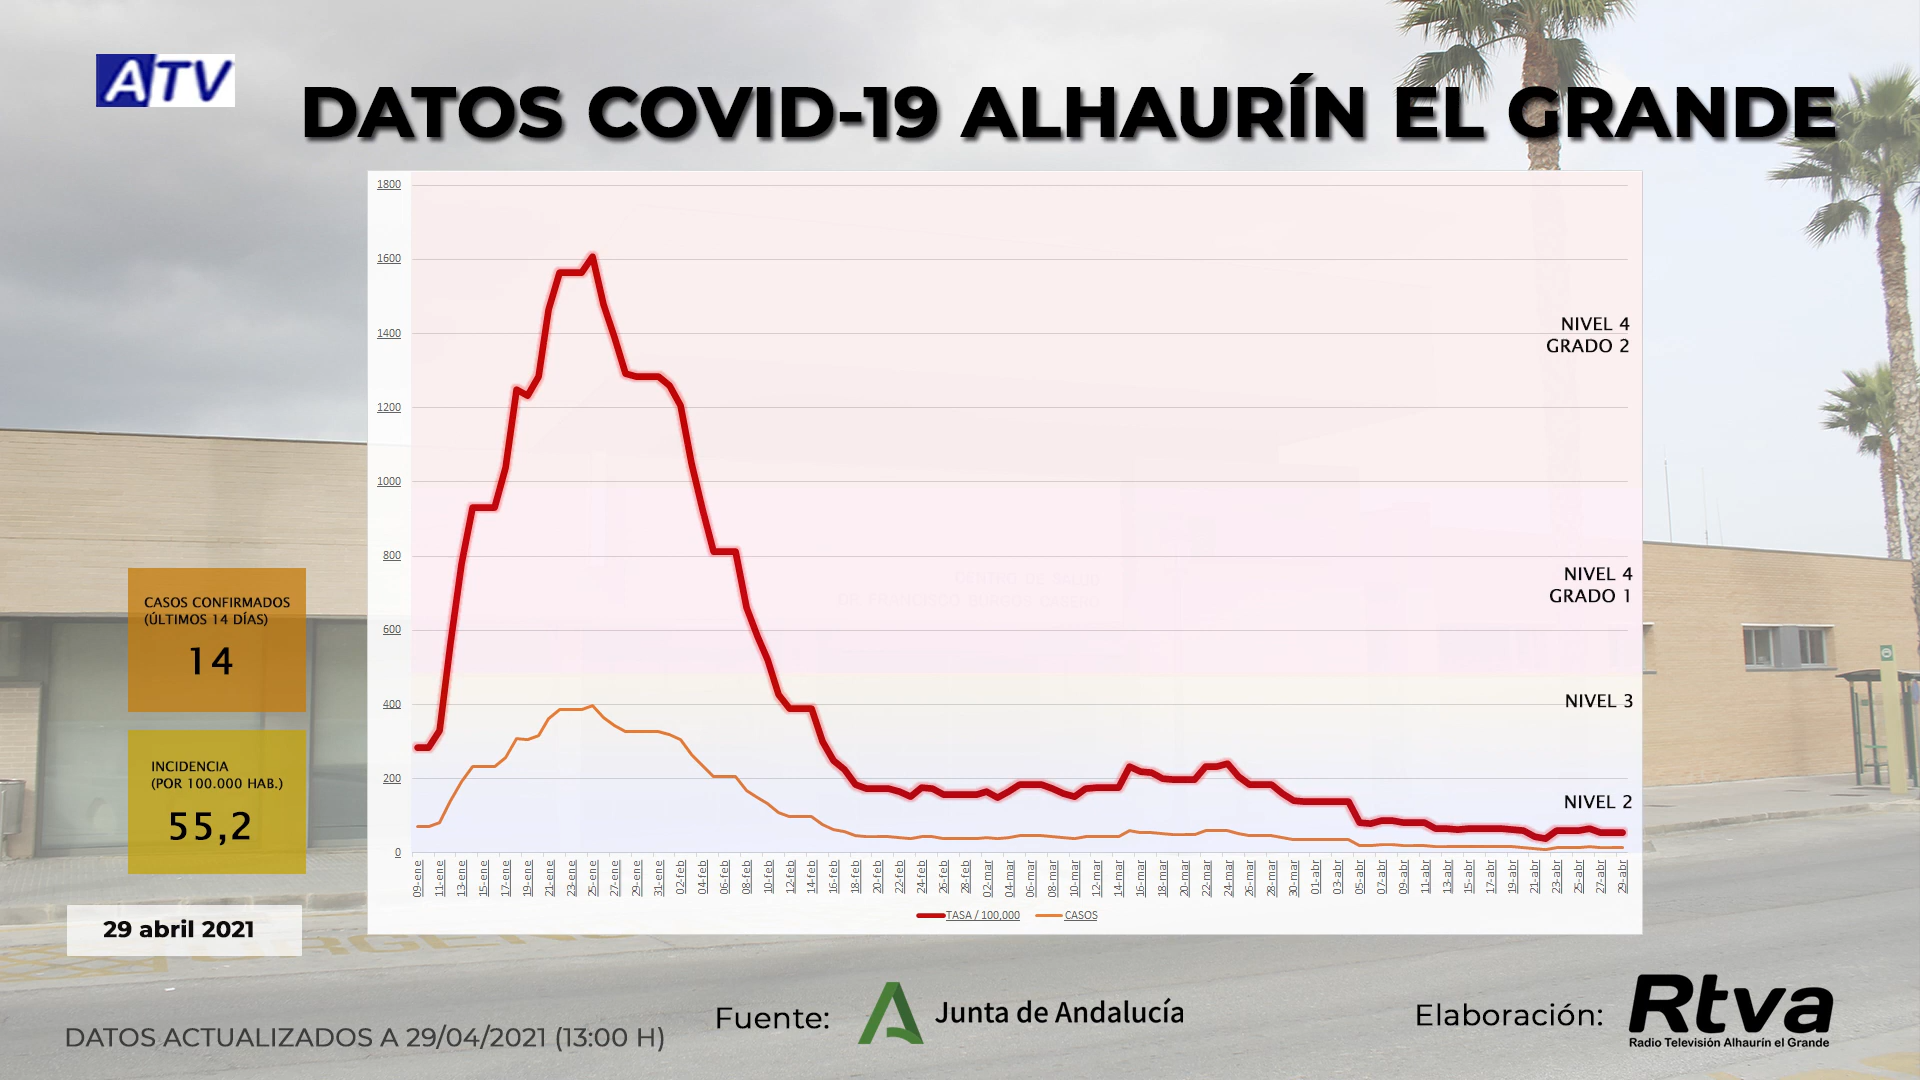 ATV
DATOS COVID-19 ALHAURÍN EL GRANDE
1800
1600
1400
1200
1000
800
600
400
200
0
NIVEL 4
GRADO 2
NIVEL 4
GRADO 1
NIVEL 3
NIVEL 2
09-ene
11-ene
13-ene
15-ene
17-ene
19-ene
21-ene
23-ene
25-ene
27-ene
29-ene
31-ene
02-feb
04-feb
06-feb
08-feb
10-feb
12-feb
14-feb
16-feb
18-feb
20-feb
22-feb
24-feb
26-feb
28-feb
02-mar
04-mar
06-mar
08-mar
10-mar
12-mar
14-mar
16-mar
18-mar
20-mar
22-mar
24-mar
26-mar
28-mar
30-mar
01-abr
03-abr
05-abr
07-abr
09-abr
11-abr
13-abr
15-abr
17-abr
19-abr
21-abr
23-abr
25-abr
27-abr
29-abr
TASA / 100,000 CASOS
CASOS CONFIRMADOS
(ÚLTIMOS 14 DÍAS)
14
INCIDENCIA
(POR 100.000 HAB.)
55,2
29 abril 2021
DATOS ACTUALIZADOS A 29/04/2021 (13:00 H)
Fuente: Junta de Andalucía
Elaboración: Rtva
Radio Televisión Alhaurín el Grande